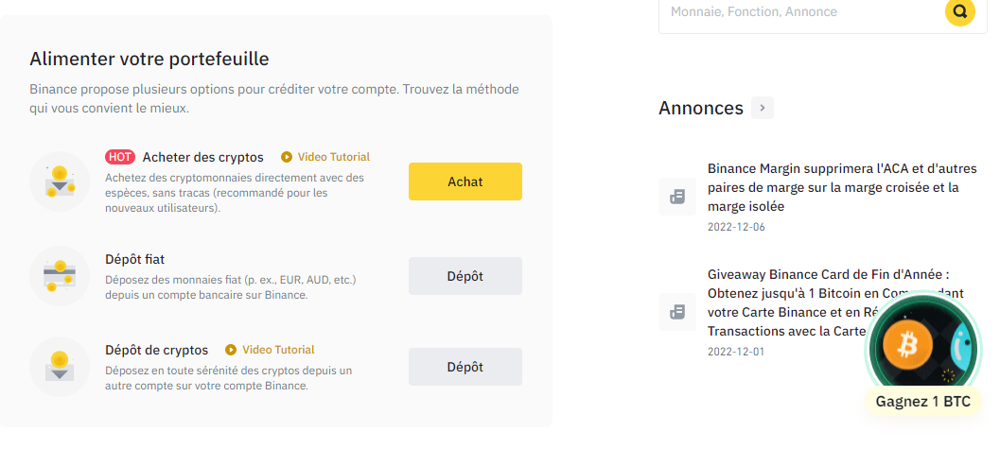 Monnaie, Fonction, Annonce
Alimenter votre portefeuille
Binance propose plusieurs options pour créditer votre compte. Trouvez la méthode
qui vous convient le mieux.
HOT Acheter des cryptos Video Tutorial
Achetez des cryptomonnaies directement avec des
espèces, sans tracas (recommandé pour les
nouveaux utilisateurs).
Achat
Dépôt fiat
Déposez des monnaies fiat (p. ex., EUR, AUD, etc.)
depuis un compte bancaire sur Binance.
Dépôt
Dépôt de cryptos Video Tutorial
Déposez en toute sérénité des cryptos depuis un
autre compte sur votre compte Binance.
Dépôt
Annonces
Binance Margin supprimera l'ACA et d'autres
paires de marge sur la marge croisée et la
marge isolée
2022-12-06
Giveaway Binance Card de Fin d'Année :
Obtenez jusqu'à 1 Bitcoin en
votre Carte Binance et en
Transactions avec la Carte
2022-12-01
Gagnez 1 BTC